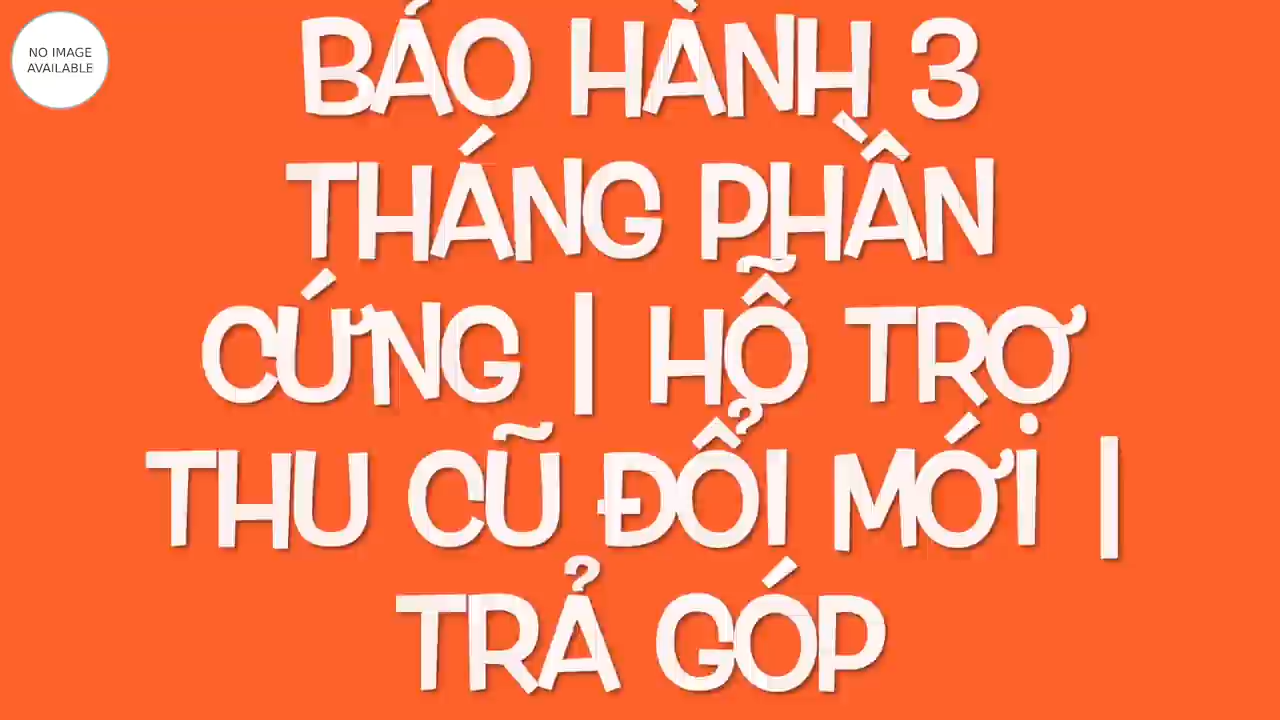 NO IMAGE
AVAILABLE
BẢO HÀNH 3
THÁNG PHẦN
CỨNG | HỖ TRỢ
THU CŨ ĐỔI MỚI |
TRẢ GÓP